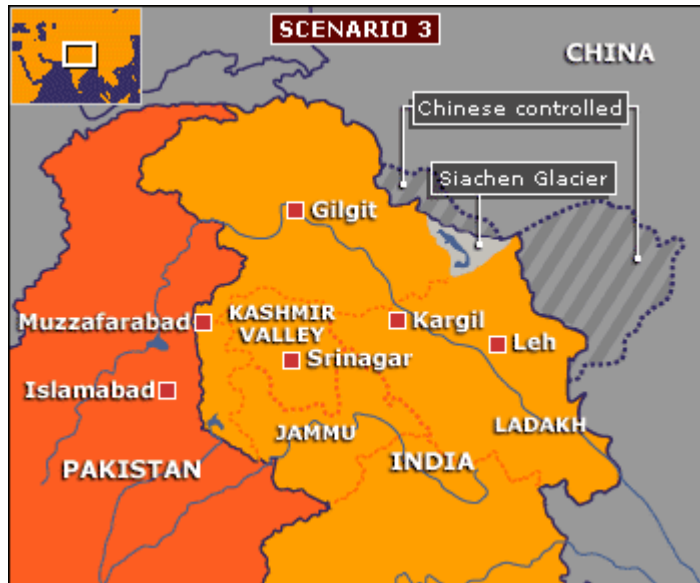 SCENARIO 3
CHINA
Chinese controlled
Siachen Glacier
Gilgit
Muzzafarabad
KASHMIR
VALLEY
Kargil
Leh
Srinagar
Islamabad
LADAKH
JAMMU
INDIA
PAKISTAN